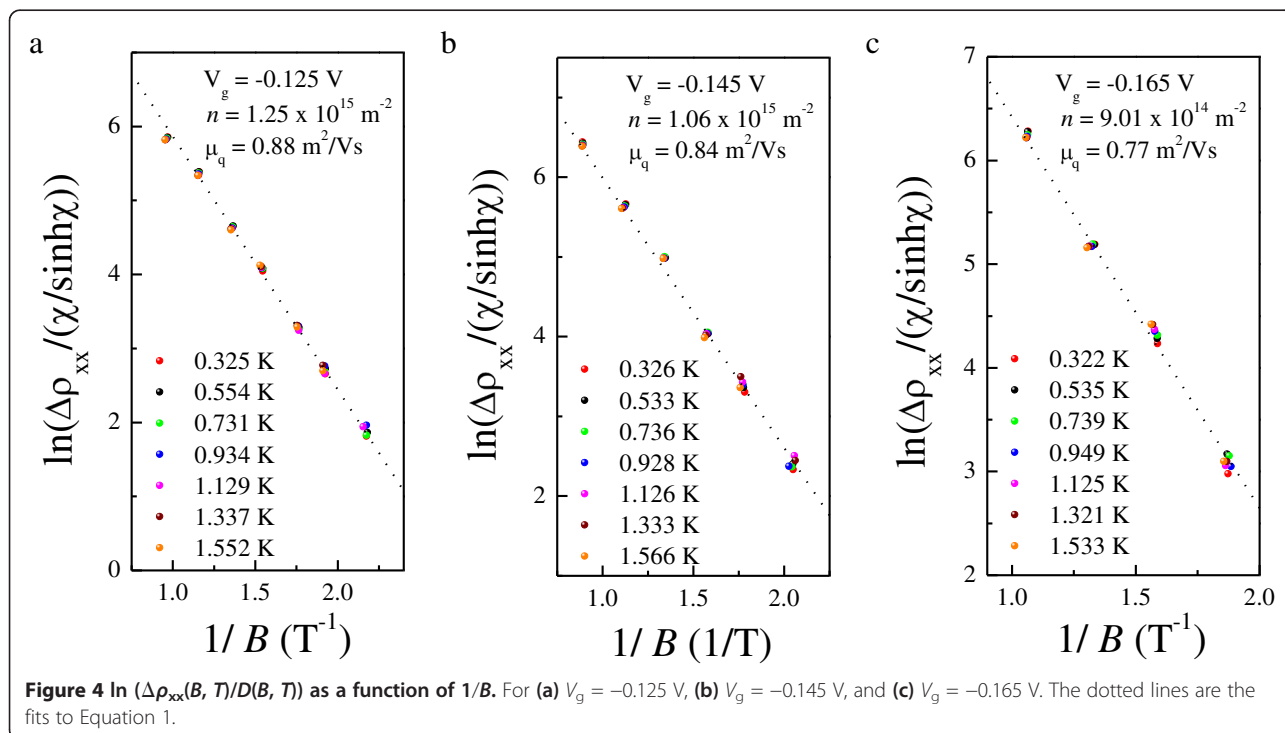 a
V_g = -0.125 V
n = 1.25 x 10^15 m^-2
μ_q = 0.88 m^2/Vs
ln(Δρ_xx/(χ/sinhχ))
6
4
2
0
0.325 K
0.554 K
0.731 K
0.934 K
1.129 K
1.337 K
1.552 K
1.0 1.5 2.0
1/ B (T^-1)
b
V_g = -0.145 V
n = 1.06 x 10^15 m^-2
μ_q = 0.84 m^2/Vs
ln(Δρ_xx/(χ/sinhχ))
6
4
2
0.326 K
0.533 K
0.736 K
0.928 K
1.126 K
1.333 K
1.566 K
1.0 1.5 2.0
1/ B (1/T)
c
V_g = -0.165 V
n = 9.01 x 10^14 m^-2
μ_q = 0.77 m^2/Vs
ln(Δρ_xx/(χ/sinhχ))
7
6
5
4
3
2
0.322 K
0.535 K
0.739 K
0.949 K
1.125 K
1.321 K
1.533 K
1.0 1.5 2.0
1/ B (T^-1)
Figure 4 ln (Δρ_xx(B, T)/D(B, T)) as a function of 1/B. For (a) V_g = −0.125 V, (b) V_g = −0.145 V, and (c) V_g = −0.165 V. The dotted lines are the
fits to Equation 1.